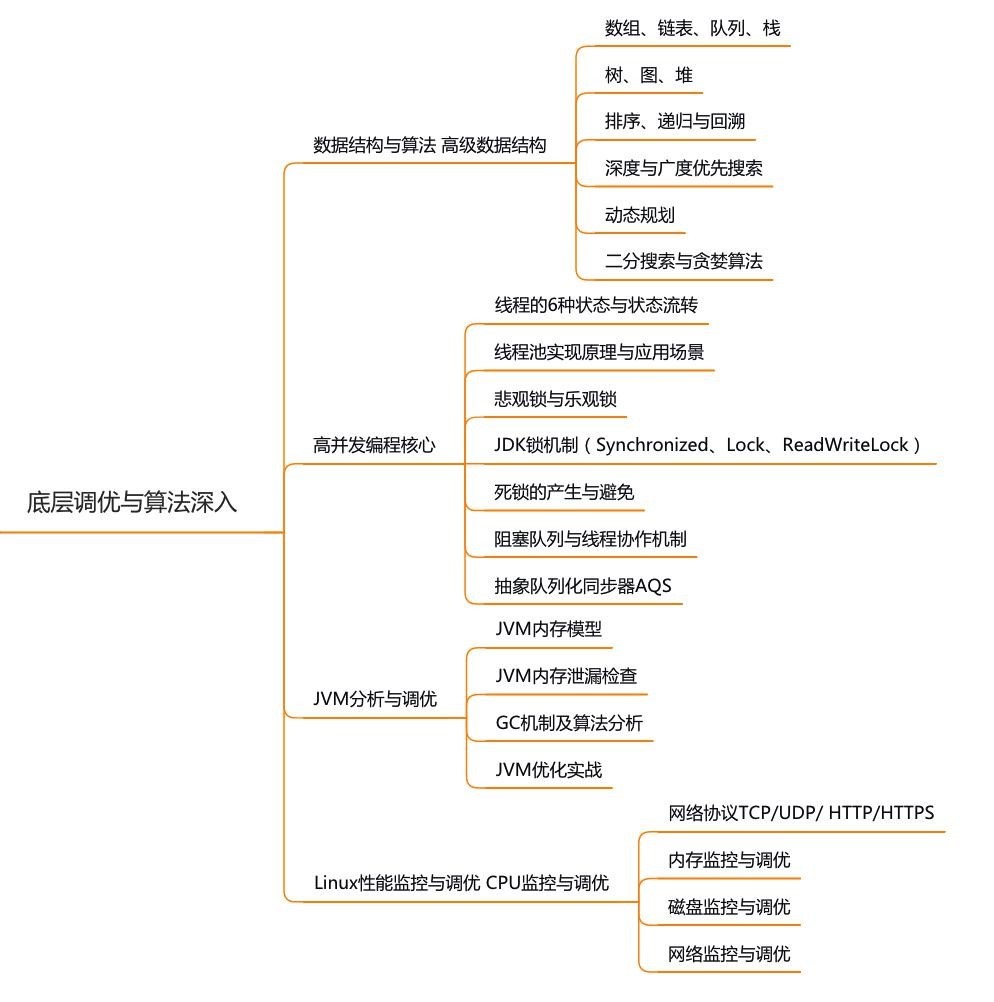 数组、链表、队列、栈
树、图、堆
排序、递归与回溯
数据结构与算法 高级数据结构
深度与广度优先搜索
动态规划
二分搜索与贪婪算法
线程的6种状态与状态流转
线程池实现原理与应用场景
悲观锁与乐观锁
高并发编程核心
JDK锁机制（Synchronized、Lock、ReadWriteLock）
死锁的产生与避免
底层调优与算法深入
阻塞队列与线程协作机制
抽象队列化同步器AQS
JVM内存模型
JVM内存泄漏检查
JVM分析与调优
GC机制及算法分析
JVM优化实战
网络协议TCP/UDP/ HTTP/HTTPS
内存监控与调优
Linux性能监控与调优 CPU监控与调优
磁盘监控与调优
网络监控与调优